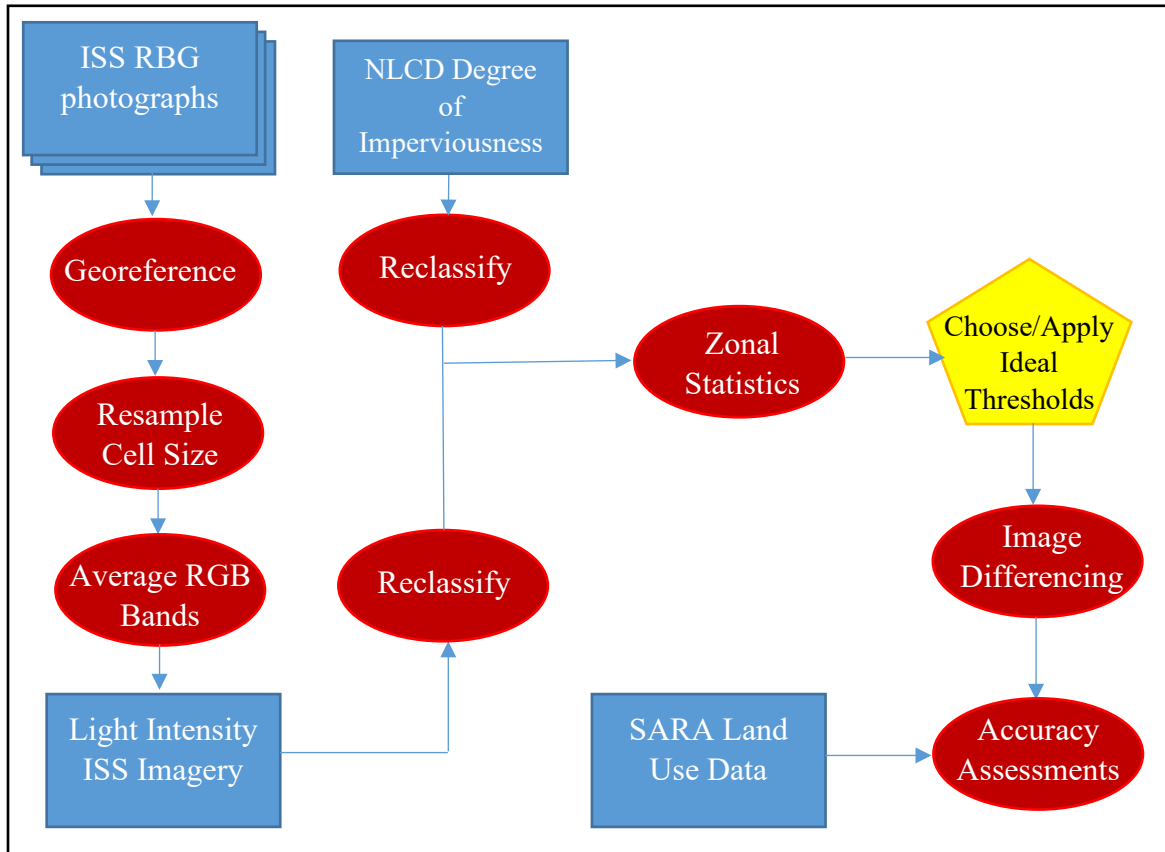 ISS RBG
photographs
NLCD Degree
of
Imperviousness
Georeference
Reclassify
Resample
Cell Size
Zonal
Statistics
Choose/Apply
Ideal
Thresholds
Average RGB
Bands
Reclassify
Image
Differencing
Light Intensity
ISS Imagery
SARA Land
Use Data
Accuracy
Assessments